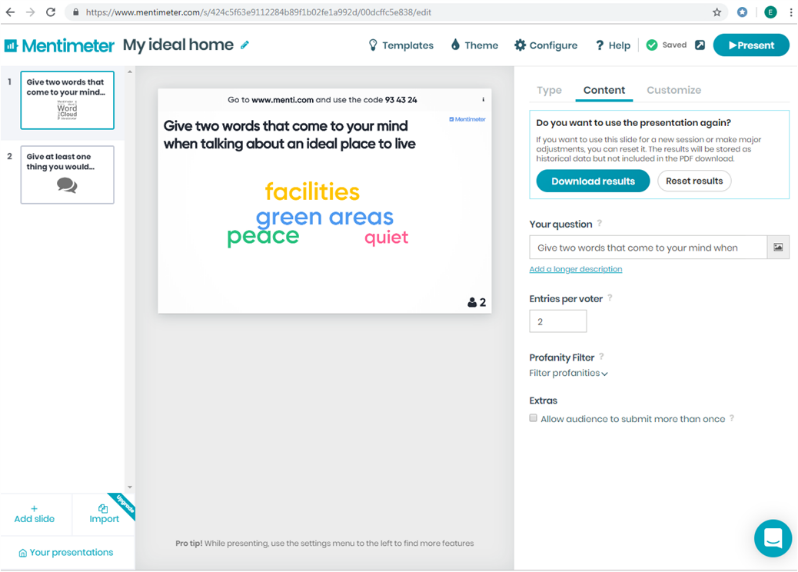 https://www.mentimeter.com/s/424c5f63e9112284b89f1b02fe1a992d/00dcffc5e838/edit
E
Mentimeter My ideal home
Templates Theme Configure ? Help Saved Present
1 Give two words that
come to your mind...
Word
Cloud
2 Give at least one
thing you would...
+
Add slide
Import
Upgrade
Your presentations
Go to www.menti.com and use the code 93 43 24
Mentimeter
Give two words that come to your mind
when talking about an ideal place to live
facilities
green areas
peace quiet
2
Pro tip! While presenting, use the settings menu to the left to find more features
Type Content Customize
Do you want to use the presentation again?
If you want to use this slide for a new session or make major
adjustments, you can reset it. The results will be stored as
historical data but not included in the PDF download.
Download results Reset results
Your question ?
Give two words that come to your mind when
Add a longer description
Entries per voter ?
2
Profanity Filter ?
Filter profanities
Extras
Allow audience to submit more than once ?